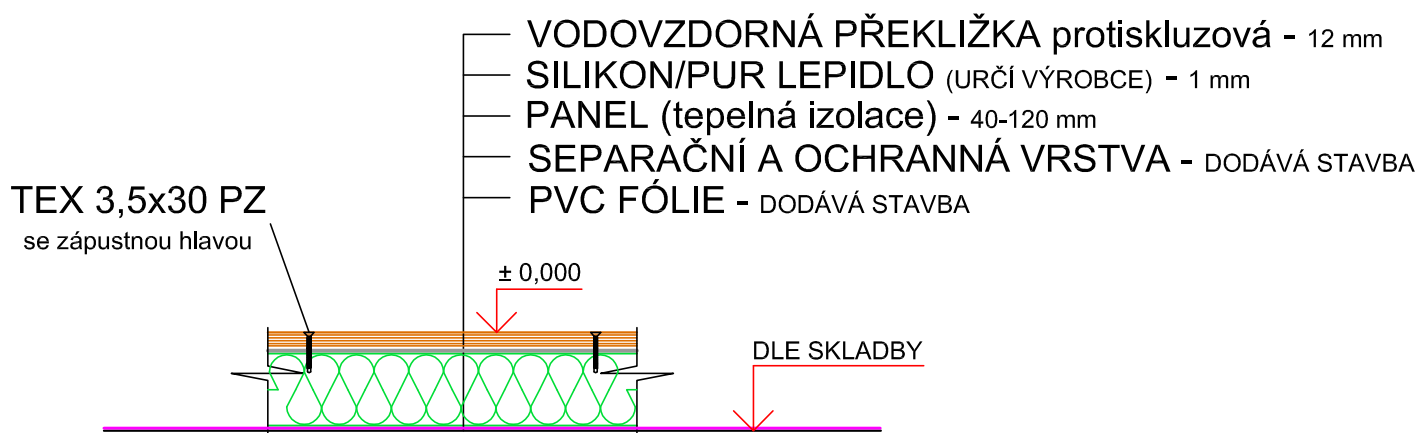 VODOVZDORNÁ PŘEKLIŽKA protiskluzová - 12 mm
SILIKON/PUR LEPIDLO (URČÍ VÝROBCE) - 1 mm
PANEL (tepelná izolace) - 40-120 mm
SEPARAČNÍ A OCHRANNÁ VRSTVA - DODÁVÁ STAVBA
PVC FÓLIE - DODÁVÁ STAVBA
TEX 3,5x30 PZ
se zápustnou hlavou
± 0,000
DLE SKLADBY